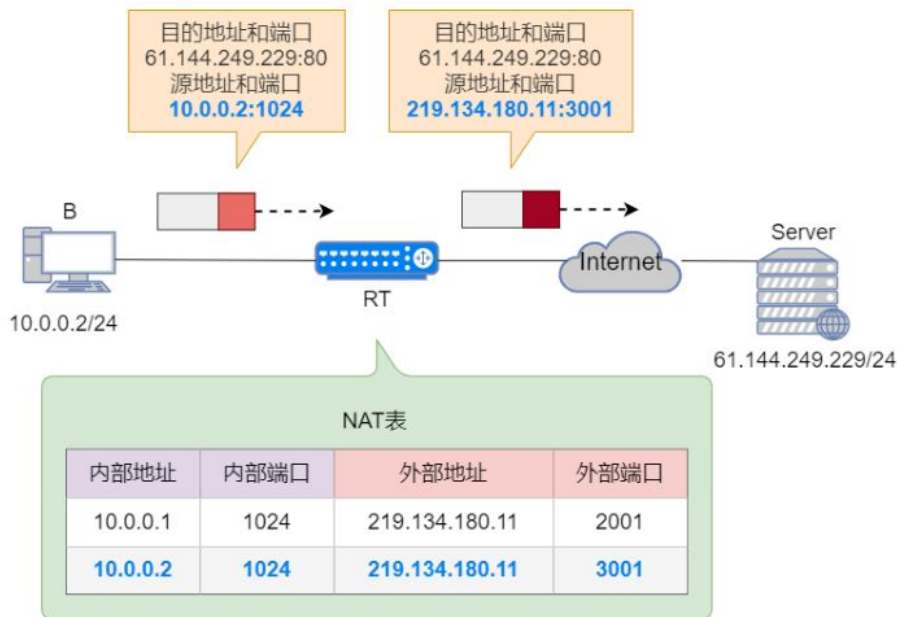 目的地址和端口
61.144.249.229:80
源地址和端口
10.0.0.2:1024
目的地址和端口
61.144.249.229:80
源地址和端口
219.134.180.11:3001
B
10.0.0.2/24
RT
Internet
Server
61.144.249.229/24
NAT表
内部地址 内部端口 外部地址 外部端口
10.0.0.1 1024 219.134.180.11 2001
10.0.0.2 1024 219.134.180.11 3001